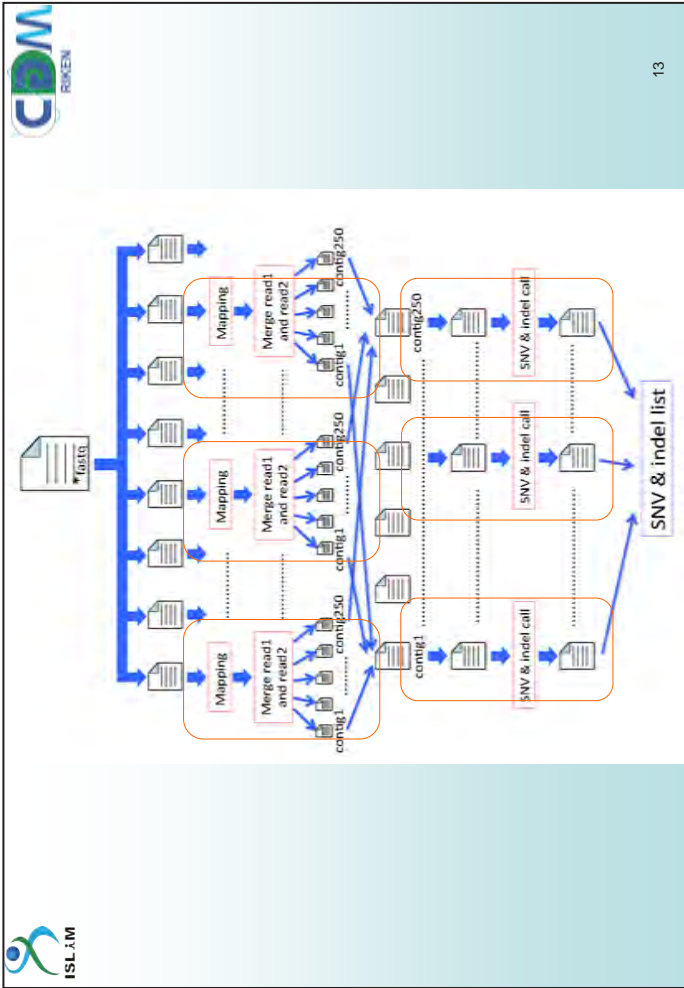 ISLiM
RIKEN
*fastq
Mapping
Mapping
Mapping
Merge read1
and read2
Merge read1
and read2
Merge read1
and read2
contig1
contig250
contig1
contig250
contig1
contig250
contig1
contig250
SNV & indel call
SNV & indel call
SNV & indel call
SNV & indel list
13